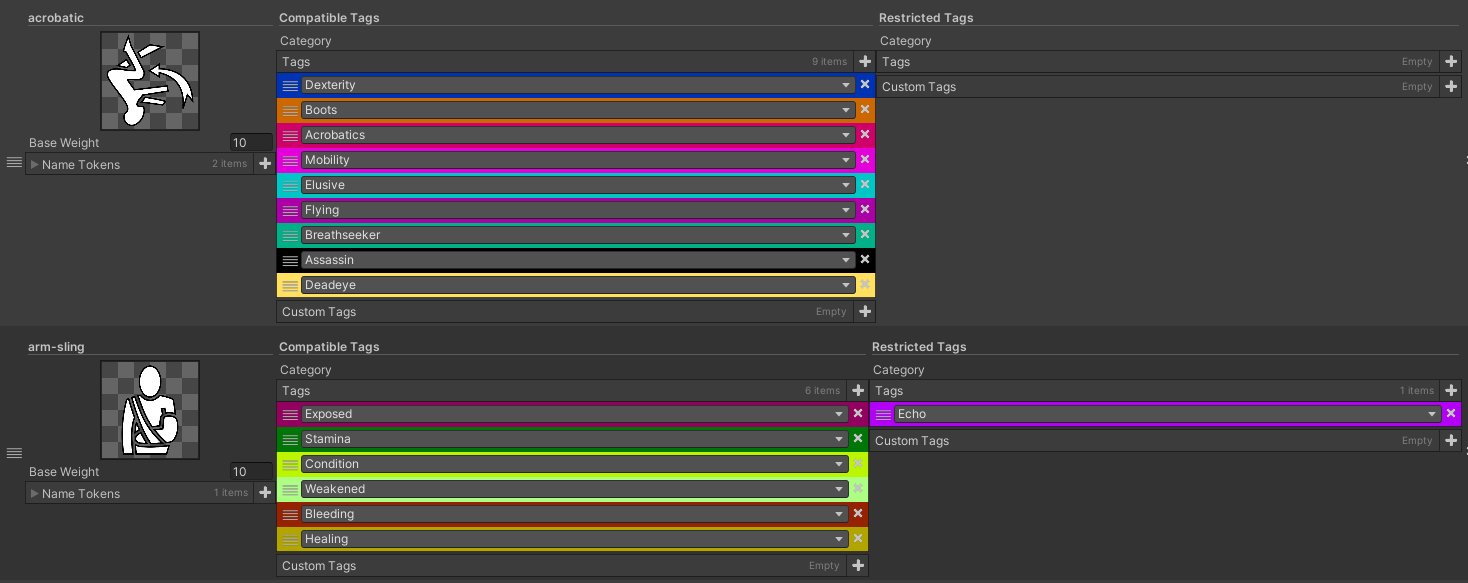 acrobatic
Compatible Tags
Restricted Tags
Category
Category
Tags 9 items
Tags Empty
Dexterity
Custom Tags Empty
Boots
Acrobatics
Base Weight 10
Mobility
Name Tokens 2 items
Elusive
Flying
Breathseeker
Assassin
Deadeye
Custom Tags Empty
arm-sling
Compatible Tags
Restricted Tags
Category
Category
Tags 6 items
Tags 1 items
Exposed
Echo
Stamina
Custom Tags Empty
Condition
Base Weight 10
Weakened
Name Tokens 1 items
Bleeding
Healing
Custom Tags Empty